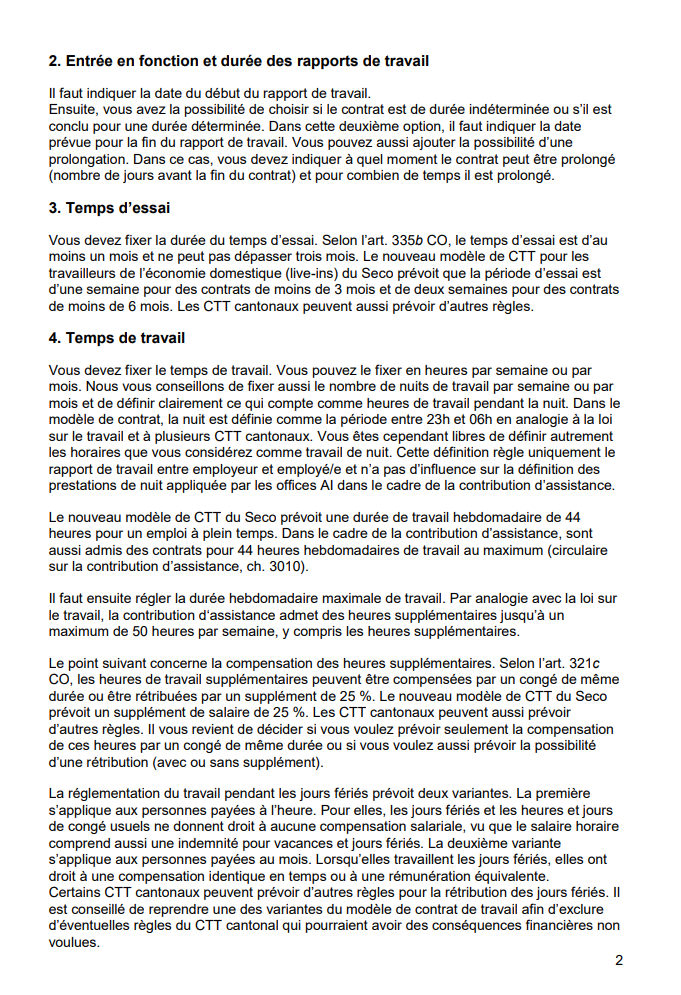 2. Entrée en fonction et durée des rapports de travail
Il faut indiquer la date du début du rapport de travail.
Ensuite, vous avez la possibilité de choisir si le contrat est de durée indéterminée ou s’il est
conclu pour une durée déterminée. Dans cette deuxième option, il faut indiquer la date
prévue pour la fin du rapport de travail. Vous pouvez aussi ajouter la possibilité d’une
prolongation. Dans ce cas, vous devez indiquer à quel moment le contrat peut être prolongé
(nombre de jours avant la fin du contrat) et pour combien de temps il est prolongé.
3. Temps d’essai
Vous devez fixer la durée du temps d’essai. Selon l’art. 335b CO, le temps d’essai est d’au
moins un mois et ne peut pas dépasser trois mois. Le nouveau modèle de CTT pour les
travailleurs de l’économie domestique (live-ins) du Seco prévoit que la période d’essai est
d’une semaine pour des contrats de moins de 3 mois et de deux semaines pour des contrats
de moins de 6 mois. Les CTT cantonaux peuvent aussi prévoir d’autres règles.
4. Temps de travail
Vous devez fixer le temps de travail. Vous pouvez le fixer en heures par semaine ou par
mois. Nous vous conseillons de fixer aussi le nombre de nuits de travail par semaine ou par
mois et de définir clairement ce qui compte comme heures de travail pendant la nuit. Dans le
modèle de contrat, la nuit est définie comme la période entre 23h et 06h en analogie à la loi
sur le travail et à plusieurs CTT cantonaux. Vous êtes cependant libres de définir autrement
les horaires que vous considérez comme travail de nuit. Cette définition règle uniquement le
rapport de travail entre employeur et employé/e et n’a pas d’influence sur la définition des
prestations de nuit appliquée par les offices AI dans le cadre de la contribution d’assistance.
Le nouveau modèle de CTT du Seco prévoit une durée de travail hebdomadaire de 44
heures pour un emploi à plein temps. Dans le cadre de la contribution d’assistance, sont
aussi admis des contrats pour 44 heures hebdomadaires de travail au maximum (circulaire
sur la contribution d’assistance, ch. 3010).
Il faut ensuite régler la durée hebdomadaire maximale de travail. Par analogie avec la loi sur
le travail, la contribution d‘assistance admet des heures supplémentaires jusqu’à un
maximum de 50 heures par semaine, y compris les heures supplémentaires.
Le point suivant concerne la compensation des heures supplémentaires. Selon l’art. 321c
CO, les heures de travail supplémentaires peuvent être compensées par un congé de même
durée ou être rétribuées par un supplément de 25 %. Le nouveau modèle de CTT du Seco
prévoit un supplément de salaire de 25 %. Les CTT cantonaux peuvent aussi prévoir
d’autres règles. Il vous revient de décider si vous voulez prévoir seulement la compensation
de ces heures par un congé de même durée ou si vous voulez aussi prévoir la possibilité
d’une rétribution (avec ou sans supplément).
La réglementation du travail pendant les jours fériés prévoit deux variantes. La première
s’applique aux personnes payées à l’heure. Pour elles, les jours fériés et les heures et jours
de congé usuels ne donnent droit à aucune compensation salariale, vu que le salaire horaire
comprend aussi une indemnité pour vacances et jours fériés. La deuxième variante
s’applique aux personnes payées au mois. Lorsqu’elles travaillent les jours fériés, elles ont
droit à une compensation identique en temps ou à une rémunération équivalente.
Certains CTT cantonaux peuvent prévoir d’autres règles pour la rétribution des jours fériés. Il
est conseillé de reprendre une des variantes du modèle de contrat de travail afin d’exclure
d’éventuelles règles du CTT cantonal qui pourraient avoir des conséquences financières non
voulues.
2